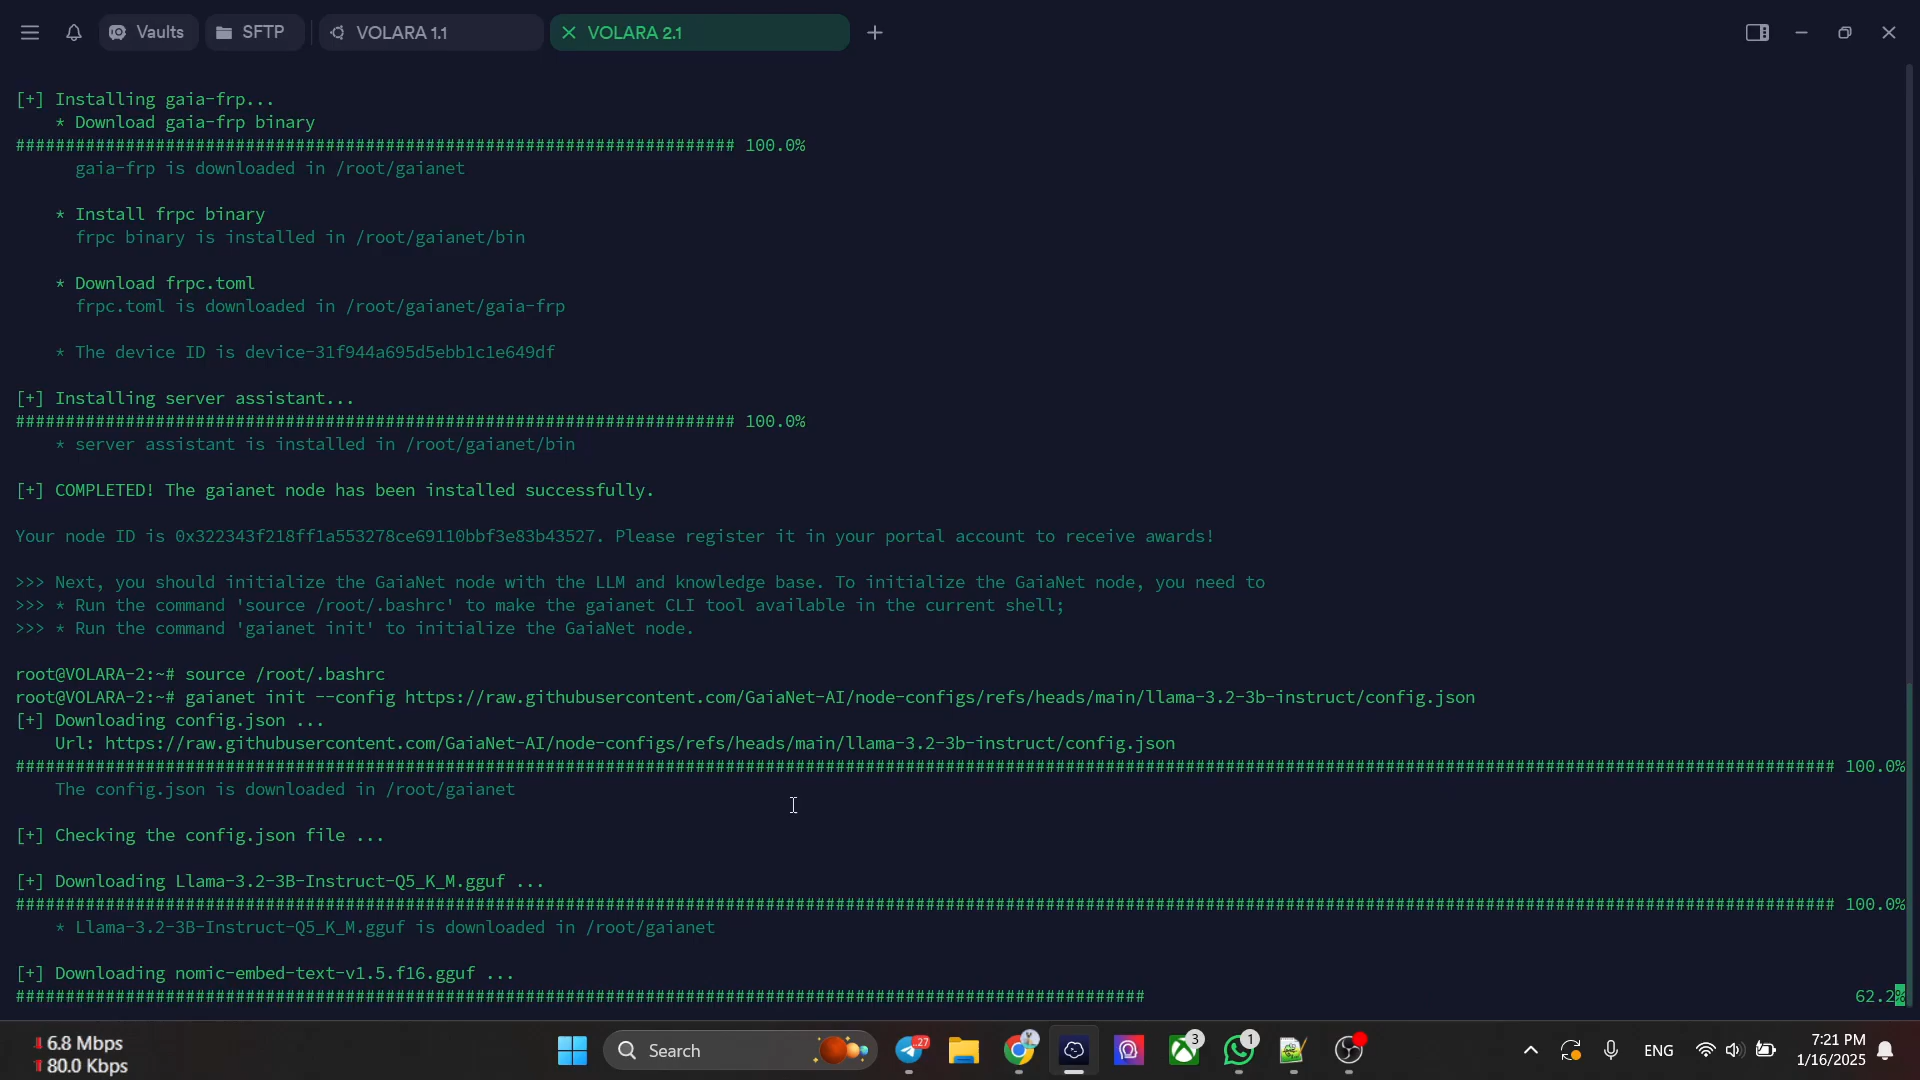 Vaults
SFTP
VOLARA 1.1
VOLARA 2.1
[+] Installing gaia-frp...
* Download gaia-frp binary
######################################################################## 100.0%
gaia-frp is downloaded in /root/gaianet
* Install frpc binary
frpc binary is installed in /root/gaianet/bin
* Download frpc.toml
frpc.toml is downloaded in /root/gaianet/gaia-frp
* The device ID is device-31f944a695d5ebb1c1e649df
[+] Installing server assistant...
######################################################################## 100.0%
* server assistant is installed in /root/gaianet/bin
[+] COMPLETED! The gaianet node has been installed successfully.
Your node ID is 0x322343f218ff1a553278ce69110bbf3e83b43527. Please register it in your portal account to receive awards!
>>> Next, you should initialize the GaiaNet node with the LLM and knowledge base. To initialize the GaiaNet node, you need to
>>> * Run the command 'source /root/.bashrc' to make the gaianet CLI tool available in the current shell;
>>> * Run the command 'gaianet init' to initialize the GaiaNet node.
root@VOLARA-2:~# source /root/.bashrc
root@VOLARA-2:~# gaianet init --config https://raw.githubusercontent.com/GaiaNet-AI/node-configs/refs/heads/main/llama-3.2-3b-instruct/config.json
[+] Downloading config.json ...
Url: https://raw.githubusercontent.com/GaiaNet-AI/node-configs/refs/heads/main/llama-3.2-3b-instruct/config.json
###################################################################################################################################################################################### 100.0%
The config.json is downloaded in /root/gaianet
[+] Checking the config.json file ...
[+] Downloading Llama-3.2-3B-Instruct-Q5_K_M.gguf ...
###################################################################################################################################################################################### 100.0%
* Llama-3.2-3B-Instruct-Q5_K_M.gguf is downloaded in /root/gaianet
[+] Downloading nomic-embed-text-v1.5.f16.gguf ...
################################################################################################################# 62.2%
6.8 Mbps
80.0 Kbps
Search
27
3
1
ENG
7:21 PM
1/16/2025